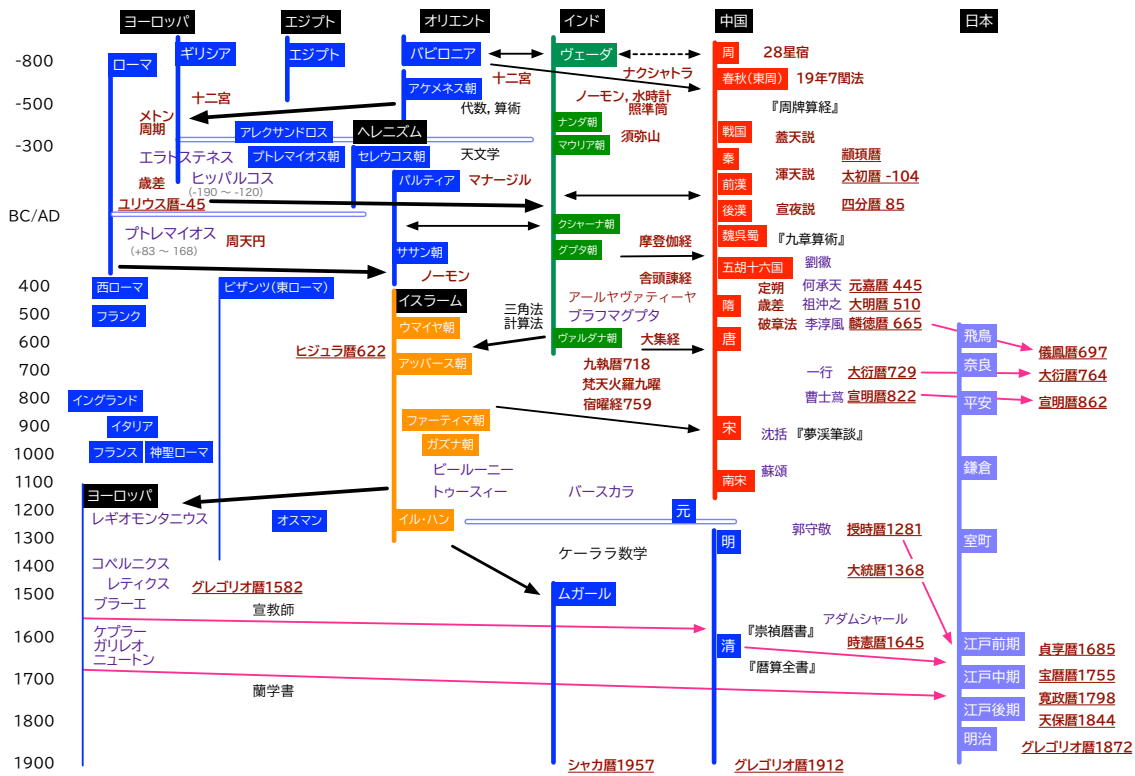 ヨーロッパ
エジプト
オリエント
インド
中国
日本
-800
-500
-300
BC/AD
400
500
600
700
800
900
1000
1100
1200
1300
1400
1500
1600
1700
1800
1900
ローマ
ギリシア
十二宮
メトン
周期
アレクサンドロス
エラトステネス
プトレマイオス朝
歳差
ヒッパルコス
(-190 ～ -120)
ユリウス暦-45
プトレマイオス
(+83 ～ 168)
周天円
西ローマ
ビザンツ(東ローマ)
フランク
ヒジュラ暦622
イングランド
イタリア
フランス
神聖ローマ
ヨーロッパ
レギオモンタニウス
オスマン
コペルニクス
レティクス
ブラーエ
グレゴリオ暦1582
宣教師
ケプラー
ガリレオ
ニュートン
蘭学書
エジプト
バビロニア
十二宮
アケメネス朝
代数, 算術
ヘレニズム
セレウコス朝
天文学
パルティア
マナージル
ササン朝
ノーモン
イスラーム
ウマイヤ朝
三角法
計算法
アッバース朝
ファーティマ朝
ガズナ朝
ビールーニー
トゥースィー
イル・ハン
ヴェーダ
ナクシャトラ
ノーモン, 水時計
照準筒
ナンダ朝
マウリア朝
須弥山
クシャーナ朝
グプタ朝
摩登伽経
舎頭諫経
アールヤヴァティーヤ
ブラフマグプタ
ヴァルダナ朝
大集経
九執暦718
梵天火羅九曜
宿曜経759
バースカラ
元
ケーララ数学
ムガール
シャカ暦1957
周
28星宿
春秋(東周)
19年7閏法
『周牌算経』
戦国
蓋天説
秦
顓頊暦
前漢
渾天説
太初暦 -104
後漢
宣夜説
四分暦 85
魏呉蜀
『九章算術』
五胡十六国
劉徽
定朔
何承天
元嘉暦 445
隋
歳差
祖沖之
大明暦 510
唐
破章法
李淳風
麟徳暦 665
一行
大衍暦729
曹士蔿
宣明暦822
宋
沈括
『夢渓筆談』
南宋
蘇頌
郭守敬
授時暦1281
明
大統暦1368
アダムシャール
『崇禎暦書』
清
時憲暦1645
『暦算全書』
グレゴリオ暦1912
飛鳥
儀鳳暦697
奈良
大衍暦764
平安
宣明暦862
鎌倉
室町
江戸前期
貞享暦1685
江戸中期
宝暦暦1755
江戸後期
寛政暦1798
天保暦1844
明治
グレゴリオ暦1872